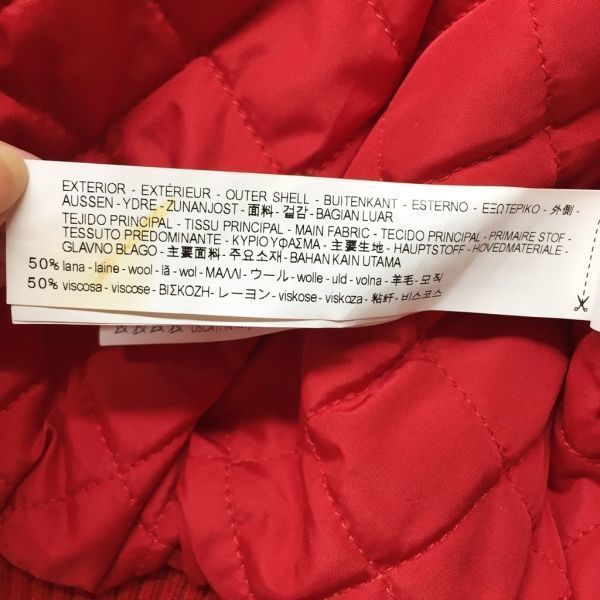 EXTERIOR - EXTÉRIEUR - OUTER SHELL - BUITENKANT - ESTERNO - ΕΞΩΤΕΡΙΚΟ - 外側 -
AUSSEN - YDRE - ZUNANJOST - 面料 - 겉감 - BAGIAN LUAR
TEJIDO PRINCIPAL - TISSU PRINCIPAL - MAIN FABRIC - TECIDO PRINCIPAL - PRIMAIRE STOF -
TESSUTO PREDOMINANTE - ΚΥΡΙΟ ΥΦΑΣΜΑ - 主要生地 - HAUPTSTOFF - HOVEDMATERIALE -
GLAVNO BLAGO - 主要面料 - 주요소재 - BAHAN KAIN UTAMA
50% lana - laine - wool - lã - wol - ΜΑΛΛΙ - ウール - wolle - uld - volna - 羊毛 - 모직
50% viscosa - viscose - ΒΙΣΚΟΖΗ - レーヨン - viskose - viskoza - 粘纤 - 비스코스